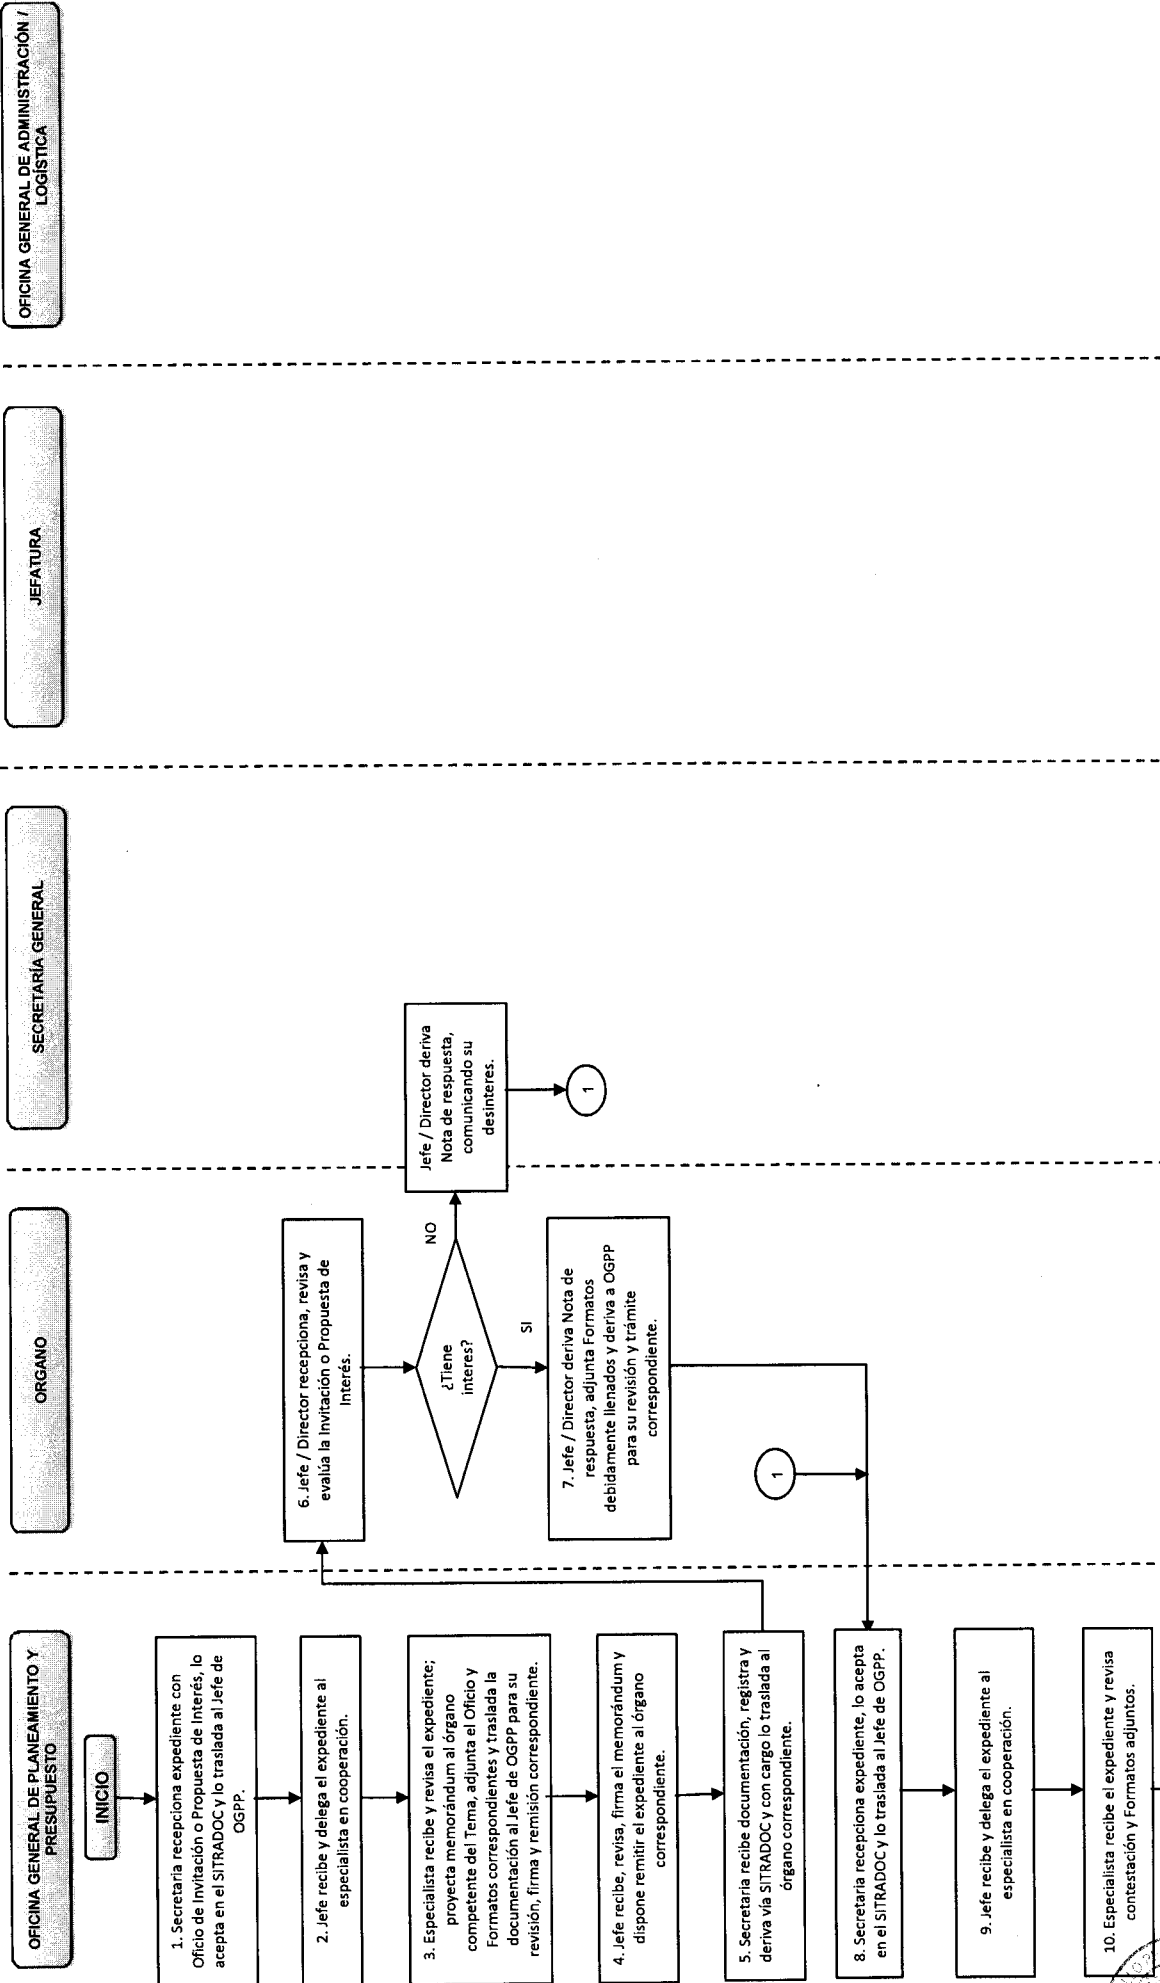 OFICINA GENERAL DE PLANEAMIENTO Y
PRESUPUESTO
ORGANO
SECRETARÍA GENERAL
JEFATURA
OFICINA GENERAL DE ADMINISTRACIÓN /
LOGÍSTICA
INICIO
1. Secretaria recepciona expediente con
Oficio de Invitación o Propuesta de Interés, lo
acepta en el SITRADOC y lo traslada al Jefe de
OGPP.
2. Jefe recibe y delega el expediente al
especialista en cooperación.
3. Especialista recibe y revisa el expediente;
proyecta memorándum al órgano
competente del Tema, adjunta el Oficio y
Formatos correspondientes y traslada la
documentación al Jefe de OGPP para su
revisión, firma y remisión correspondiente.
4. Jefe recibe, revisa, firma el memorándum y
dispone remitir el expediente al órgano
correspondiente.
5. Secretaria recibe documentación, registra y
deriva vía SITRADOC y con cargo lo traslada al
órgano correspondiente.
6. Jefe / Director recepciona, revisa y
evalúa la Invitación o Propuesta de
Interés.
¿Tiene
interes?
NO
SI
Jefe / Director deriva
Nota de respuesta,
comunicando su
desinteres.
1
7. Jefe / Director deriva Nota de
respuesta, adjunta Formatos
debidamente llenados y deriva a OGPP
para su revisión y trámite
correspondiente.
1
8. Secretaria recepciona expediente, lo acepta
en el SITRADOC y lo traslada al Jefe de OGPP.
9. Jefe recibe y delega el expediente al
especialista en cooperación.
10. Especialista recibe el expediente y revisa
contestación y Formatos adjuntos.